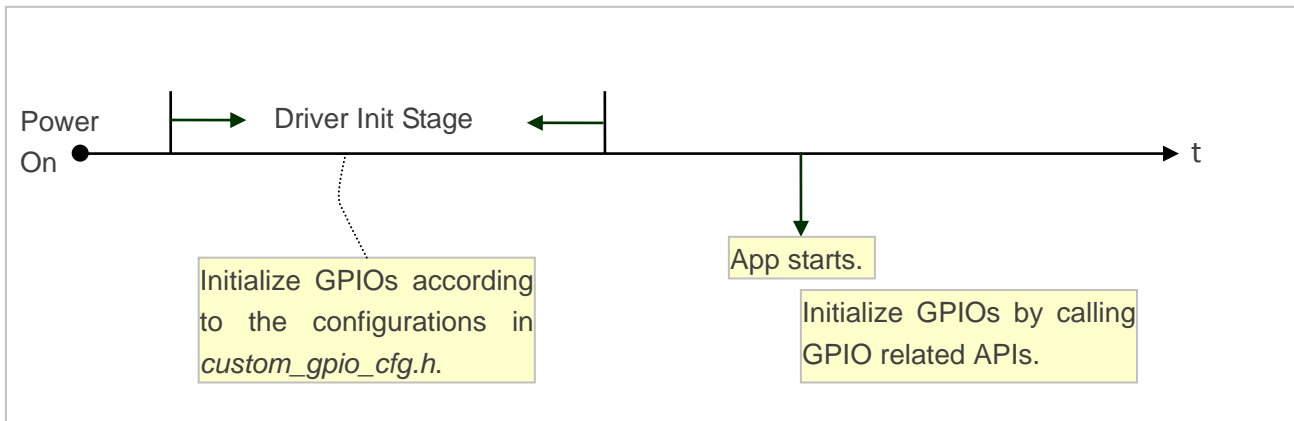 Power
On
Driver Init Stage
t
Initialize GPIOs according
to the configurations in
custom_gpio_cfg.h.
App starts.
Initialize GPIOs by calling
GPIO related APIs.